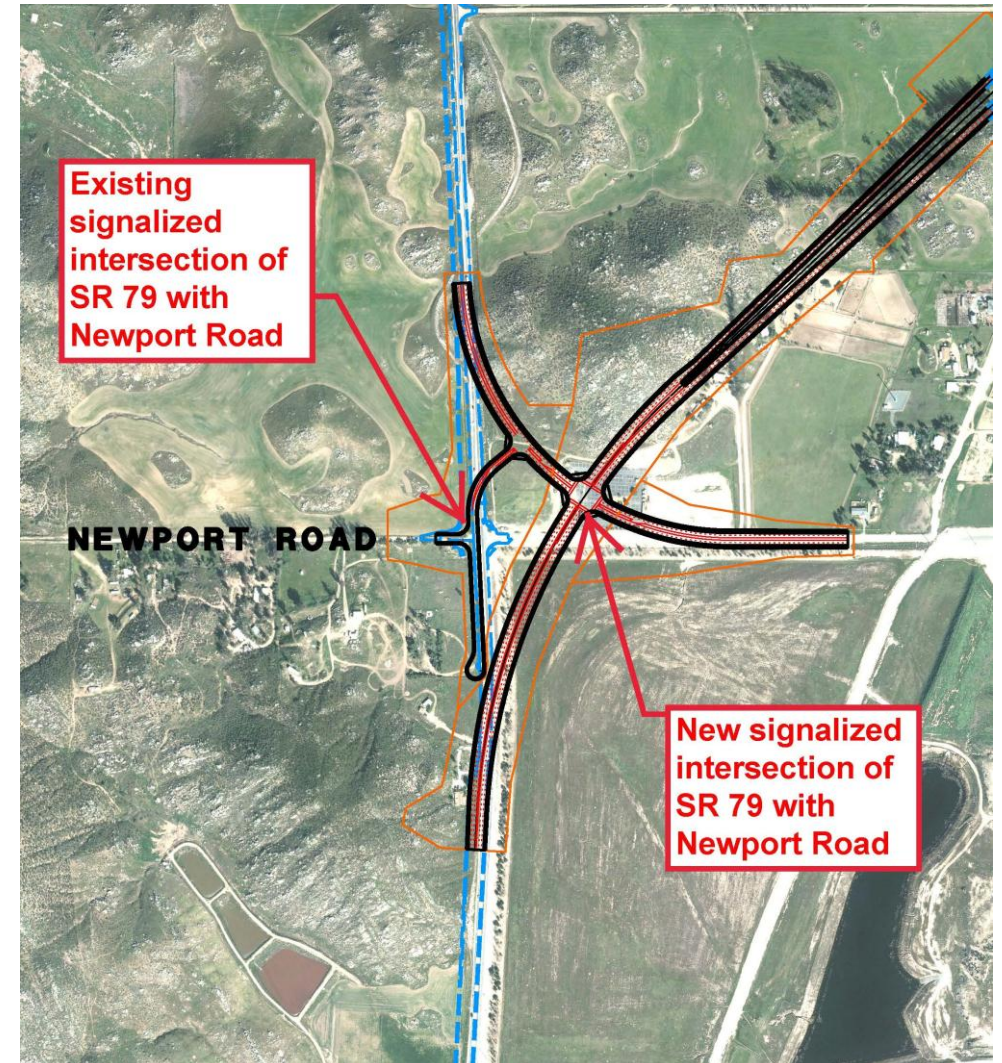 Existing
signalized
intersection of
SR 79 with
Newport Road
NEWPORT ROAD
New signalized
intersection of
SR 79 with
Newport Road